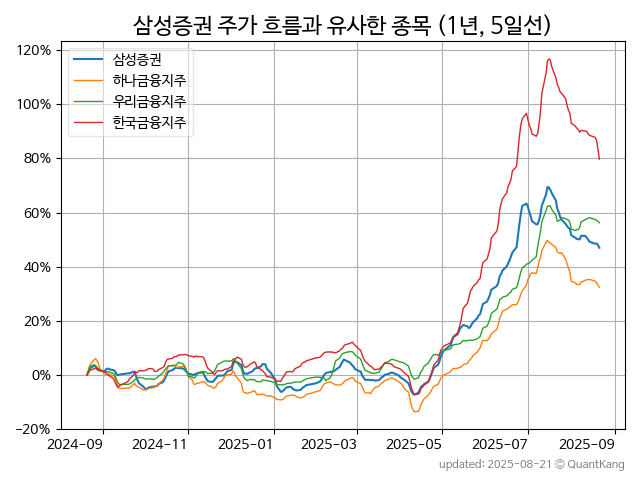 삼성증권 주가 흐름과 유사한 종목 (1년, 5일선)
120%
100%
80%
60%
40%
20%
0%
−20%
삼성증권
하나금융지주
우리금융지주
한국금융지주
2024-09
2024-11
2025-01
2025-03
2025-05
2025-07
2025-09
updated: 2025-08-21 © QuantKang